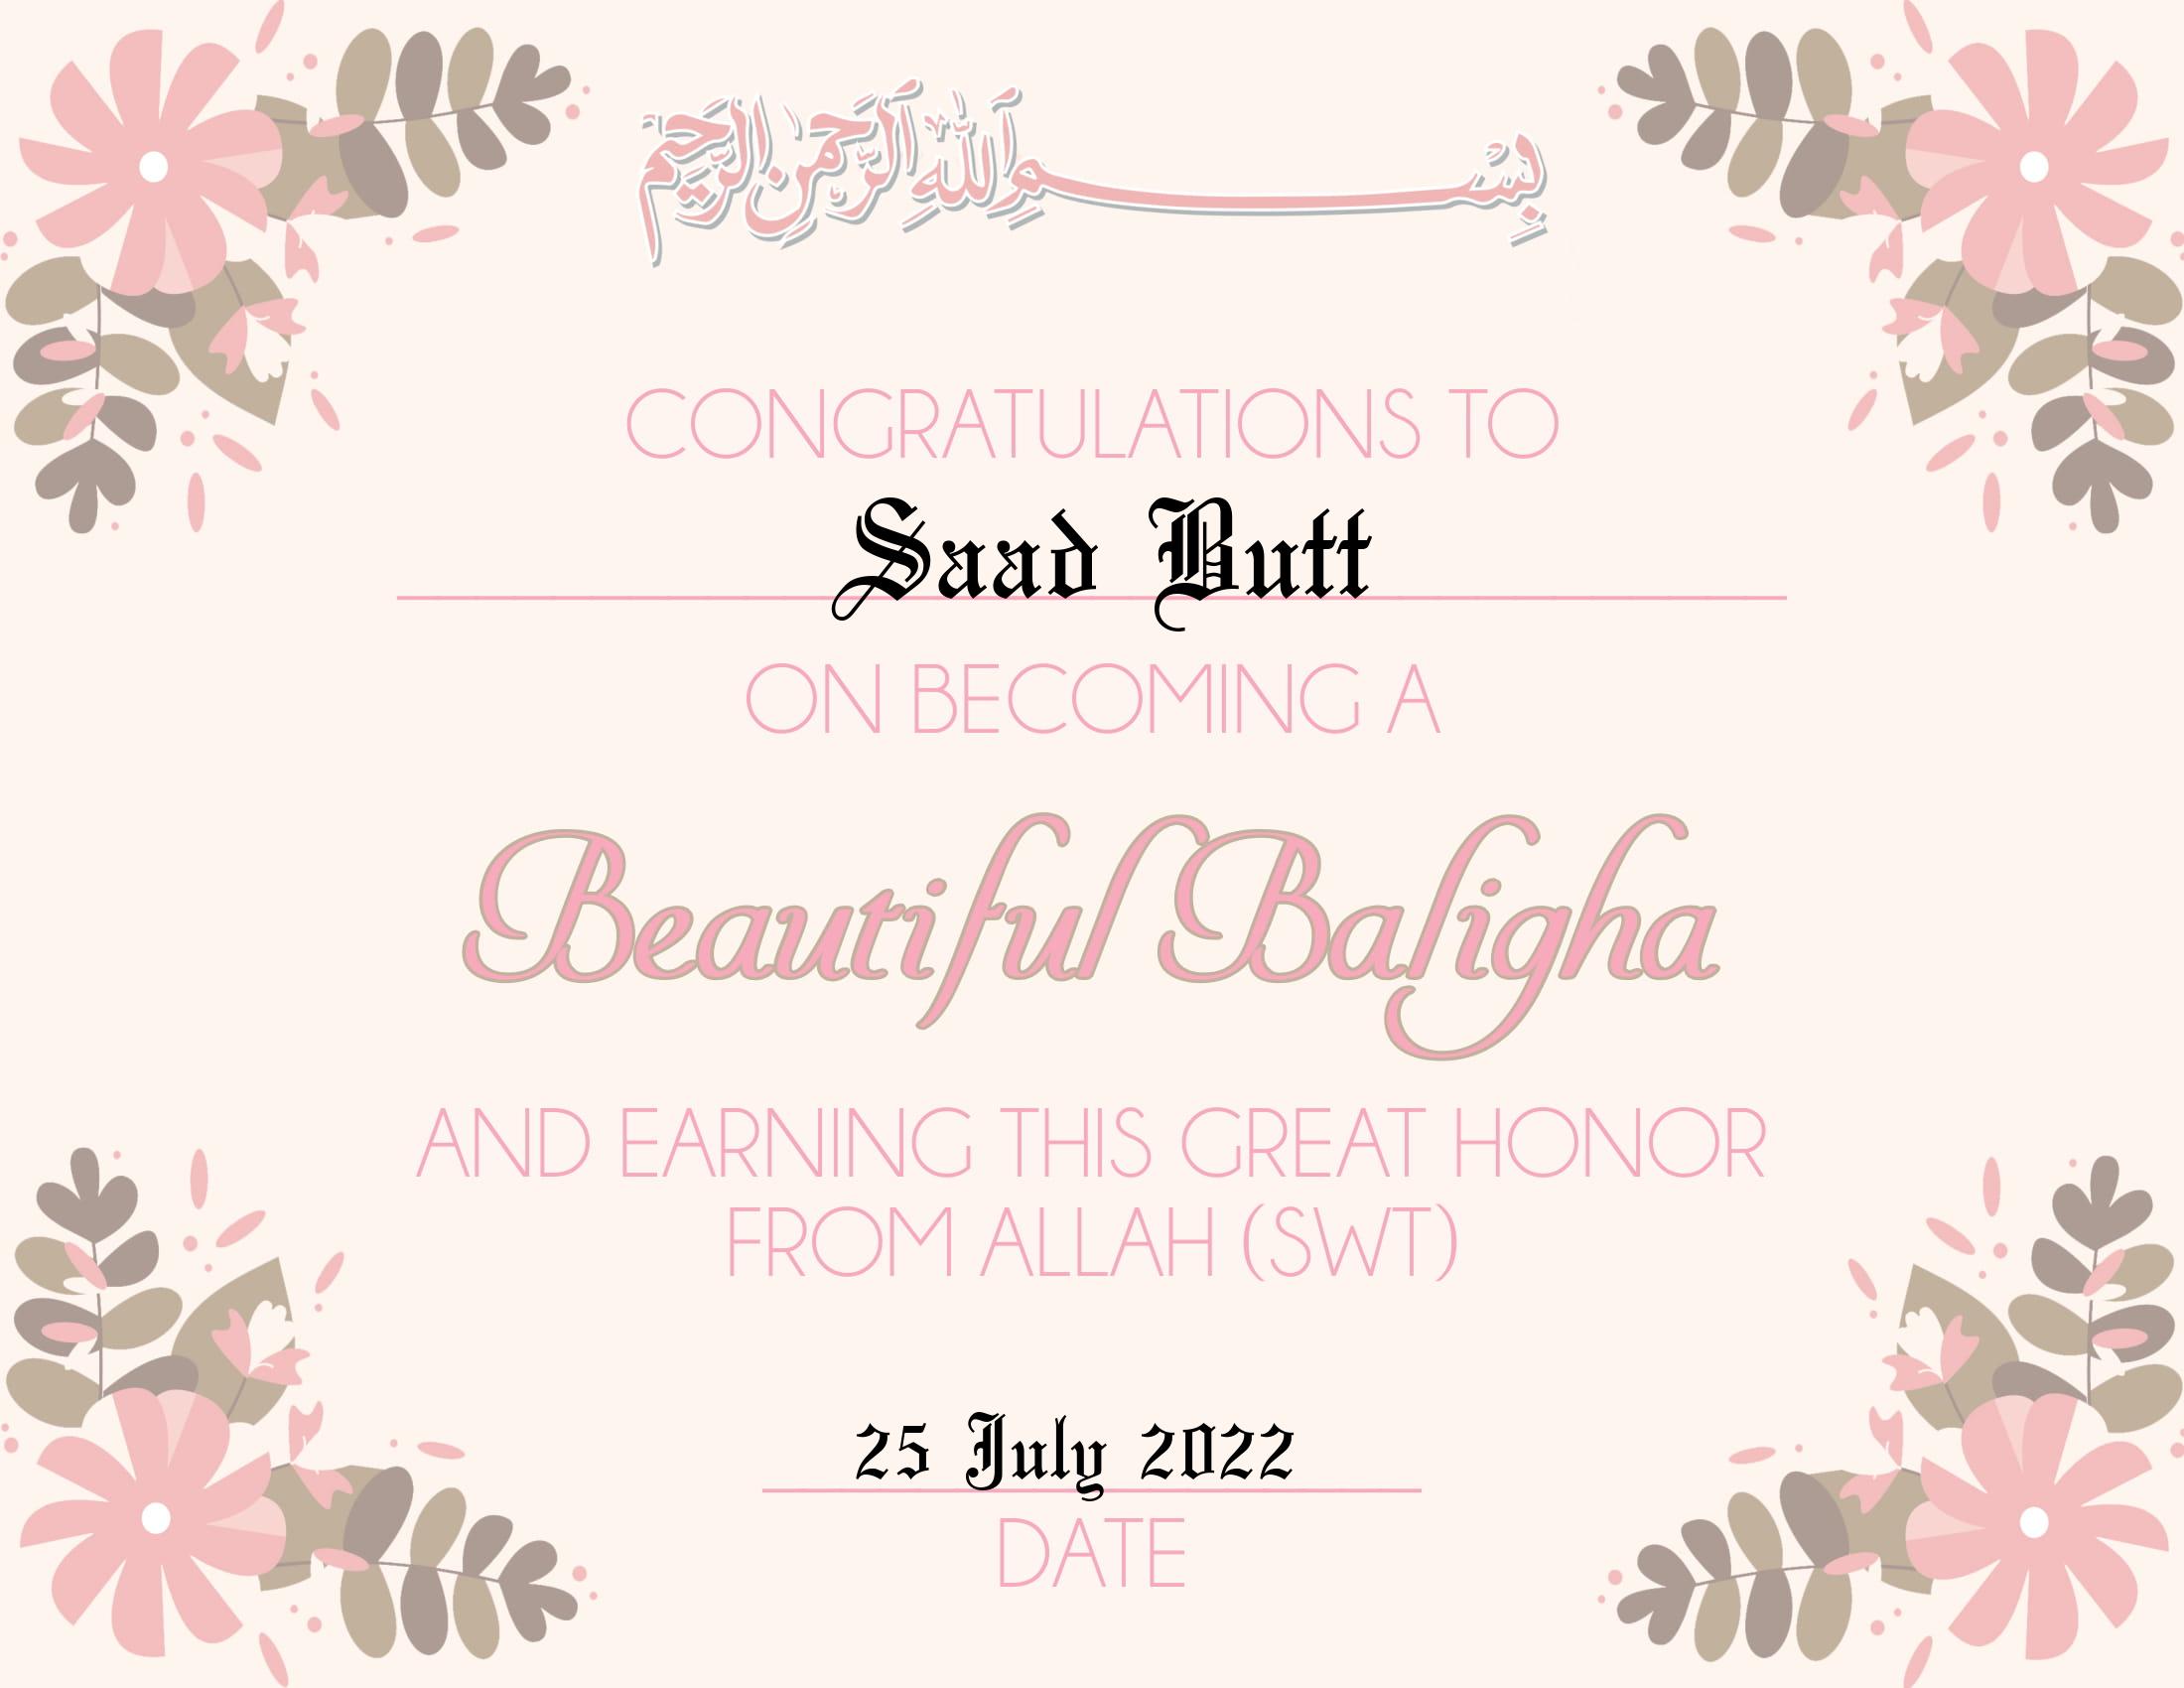 بِسْمِ اللهِ الرَّحْمٰنِ الرَّحِيْمِ
CONGRATULATIONS TO
Saad Butt
ON BECOMING A
Beautiful Baligha
AND EARNING THIS GREAT HONOR
FROM ALLAH (SWT)
25 July 2022
DATE